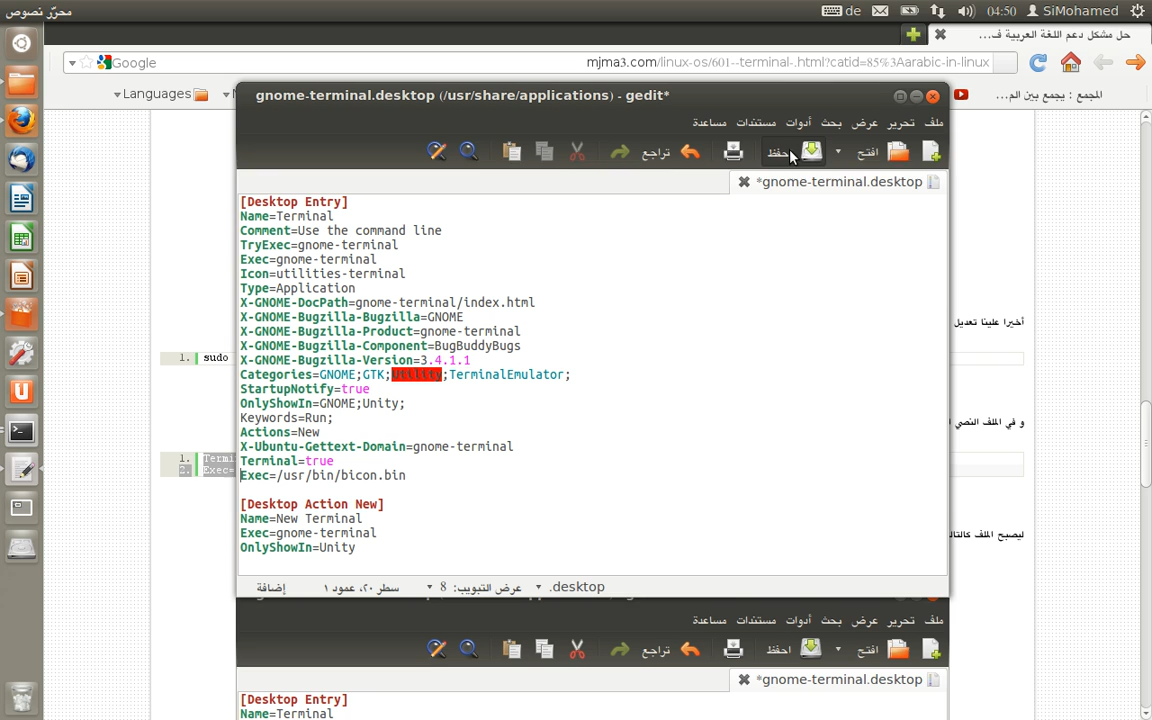 محرّر نصوص
de
04:50
SiMohamed
حل مشكل دعم اللغة العربية ف...
Google
mjma3.com/linux-os/601--terminal-.html?catid=85%3Aarabic-in-linux
Languages
المجمع : يجمع بين الم...
gnome-terminal.desktop (/usr/share/applications) - gedit*
ملف تحرير عرض بحث أدوات مستندات مساعدة
افتح احفظ تراجع
*gnome-terminal.desktop
[Desktop Entry]
Name=Terminal
Comment=Use the command line
TryExec=gnome-terminal
Exec=gnome-terminal
Icon=utilities-terminal
Type=Application
X-GNOME-DocPath=gnome-terminal/index.html
X-GNOME-Bugzilla-Bugzilla=GNOME
X-GNOME-Bugzilla-Product=gnome-terminal
X-GNOME-Bugzilla-Component=BugBuddyBugs
X-GNOME-Bugzilla-Version=3.4.1.1
Categories=GNOME;GTK;Utility;TerminalEmulator;
StartupNotify=true
OnlyShowIn=GNOME;Unity;
Keywords=Run;
Actions=New
X-Ubuntu-Gettext-Domain=gnome-terminal
Terminal=true
Exec=/usr/bin/bicon.bin
[Desktop Action New]
Name=New Terminal
Exec=gnome-terminal
OnlyShowIn=Unity
.desktop
عرض التبويب: 8
سطر ٢٠، عمود ١
إضافة
أخيرا علينا تعديل
1. sudo
و في الملف النصي
1. Termi
2. Exec=
ليصبح الملف كالتال
ملف تحرير عرض بحث أدوات مستندات مساعدة
افتح احفظ تراجع
*gnome-terminal.desktop
[Desktop Entry]
Name=Terminal